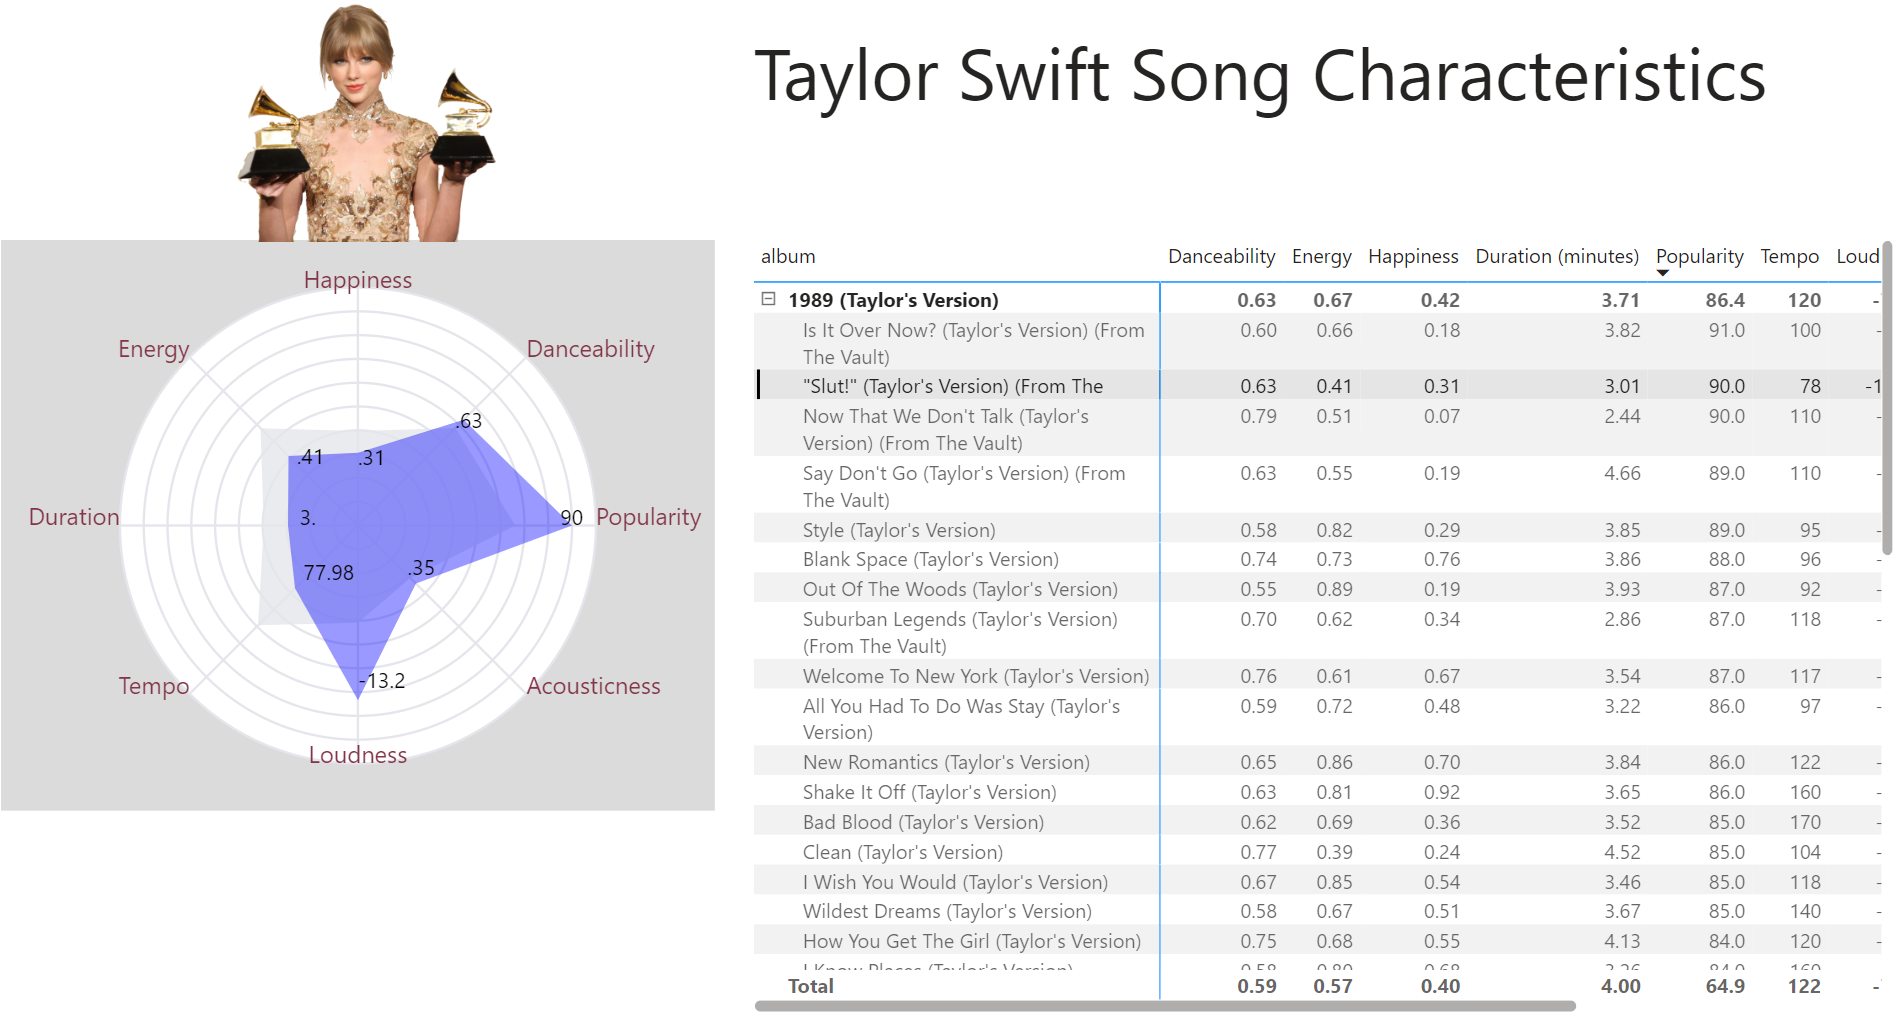 Taylor Swift Song Characteristics
Happiness
Energy
Danceability
.63
.41
.31
Duration
3.
90
Popularity
77.98
.35
-13.2
Tempo
Acousticness
Loudness
album Danceability Energy Happiness Duration (minutes) Popularity Tempo Loud
1989 (Taylor's Version) 0.63 0.67 0.42 3.71 86.4 120 -
Is It Over Now? (Taylor's Version) (From 0.60 0.66 0.18 3.82 91.0 100 -
The Vault)
"Slut!" (Taylor's Version) (From The 0.63 0.41 0.31 3.01 90.0 78 -1
Now That We Don't Talk (Taylor's 0.79 0.51 0.07 2.44 90.0 110 -
Version) (From The Vault)
Say Don't Go (Taylor's Version) (From 0.63 0.55 0.19 4.66 89.0 110 -
The Vault)
Style (Taylor's Version) 0.58 0.82 0.29 3.85 89.0 95 -
Blank Space (Taylor's Version) 0.74 0.73 0.76 3.86 88.0 96 -
Out Of The Woods (Taylor's Version) 0.55 0.89 0.19 3.93 87.0 92 -
Suburban Legends (Taylor's Version) 0.70 0.62 0.34 2.86 87.0 118 -
(From The Vault)
Welcome To New York (Taylor's Version) 0.76 0.61 0.67 3.54 87.0 117 -
All You Had To Do Was Stay (Taylor's 0.59 0.72 0.48 3.22 86.0 97 -
Version)
New Romantics (Taylor's Version) 0.65 0.86 0.70 3.84 86.0 122 -
Shake It Off (Taylor's Version) 0.63 0.81 0.92 3.65 86.0 160 -
Bad Blood (Taylor's Version) 0.62 0.69 0.36 3.52 85.0 170 -
Clean (Taylor's Version) 0.77 0.39 0.24 4.52 85.0 104 -
I Wish You Would (Taylor's Version) 0.67 0.85 0.54 3.46 85.0 118 -
Wildest Dreams (Taylor's Version) 0.58 0.67 0.51 3.67 85.0 140 -
How You Get The Girl (Taylor's Version) 0.75 0.68 0.55 4.13 84.0 120 -
I Know Places (Taylor's Version)
Total 0.59 0.57 0.40 4.00 64.9 122 -